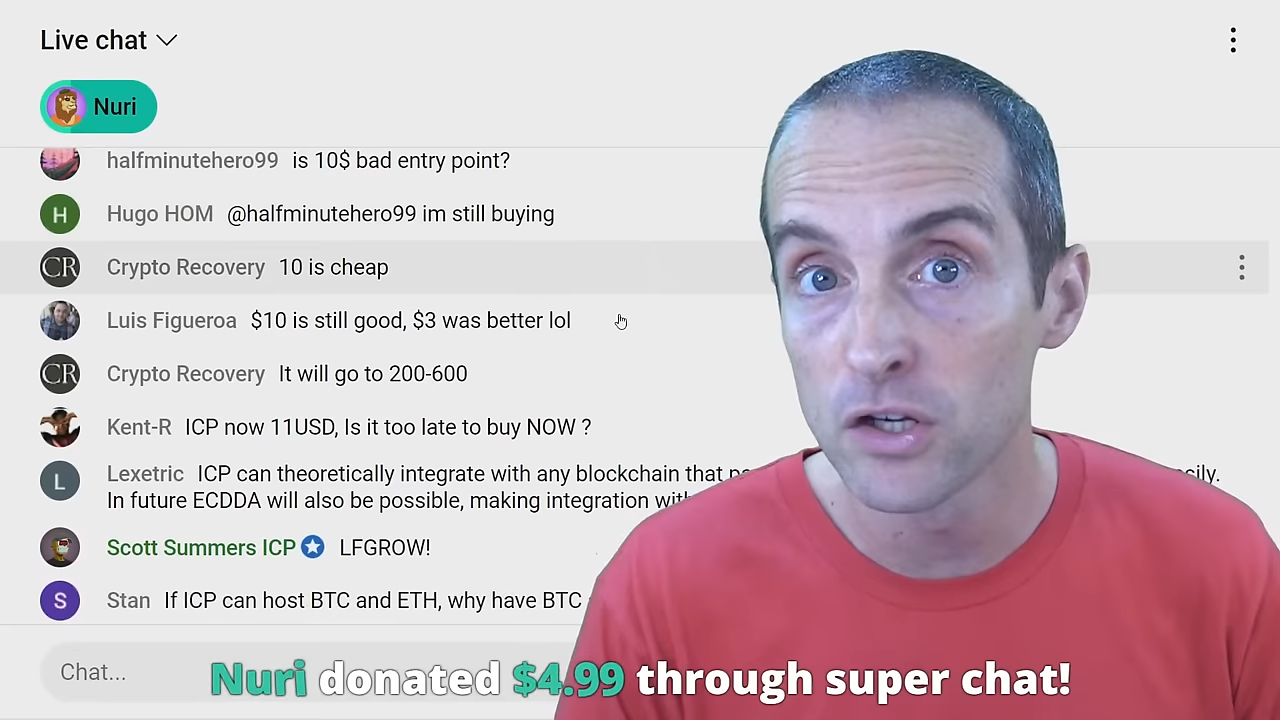 Live chat
Nuri
halfminutehero99 is 10$ bad entry point?
H Hugo HOM @halfminutehero99 im still buying
CR Crypto Recovery 10 is cheap
Luis Figueroa $10 is still good, $3 was better lol
CR Crypto Recovery It will go to 200-600
Kent-R ICP now 11USD, Is it too late to buy NOW ?
L Lexetric ICP can theoretically integrate with any blockchain that
In future ECDDA will also be possible, making integration
Scott Summers ICP LFGROW!
S Stan If ICP can host BTC and ETH, why have BTC
Chat...
Nuri donated $4.99 through super chat!